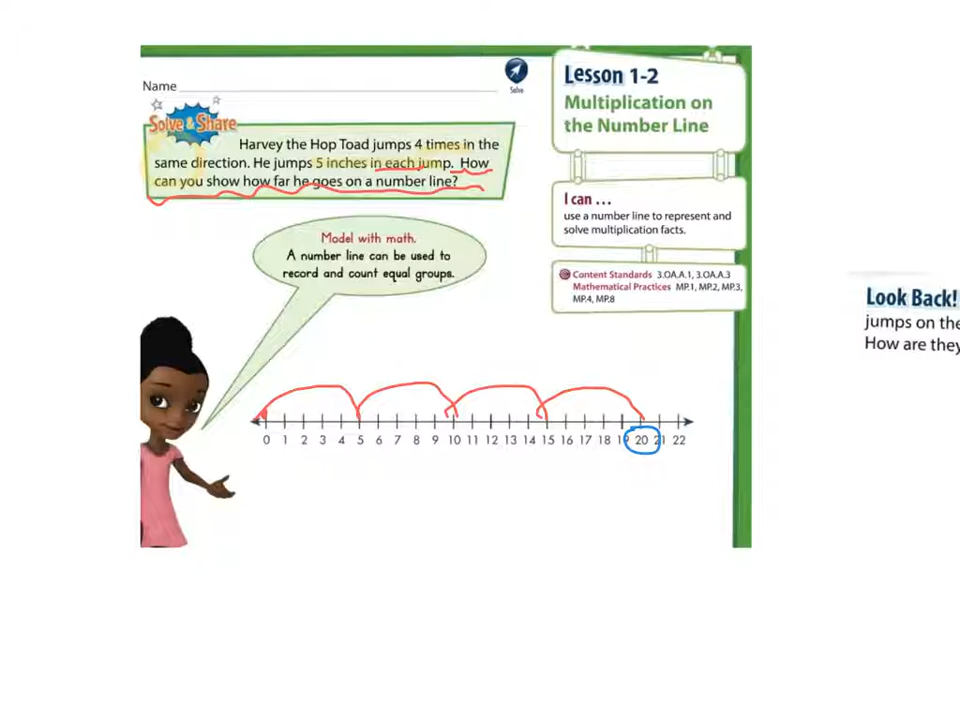 Name
Solve
Solve & Share
Harvey the Hop Toad jumps 4 times in the
same direction. He jumps 5 inches in each jump. How
can you show how far he goes on a number line?
Lesson 1-2
Multiplication on
the Number Line
I can ...
use a number line to represent and
solve multiplication facts.
Content Standards 3.OA.A.1, 3.OA.A.3
Mathematical Practices MP.1, MP.2, MP.3,
MP.4, MP.8
Model with math.
A number line can be used to
record and count equal groups.
Look Back!
jumps on the
How are they
0 1 2 3 4 5 6 7 8 9 10 11 12 13 14 15 16 17 18 19 20 21 22